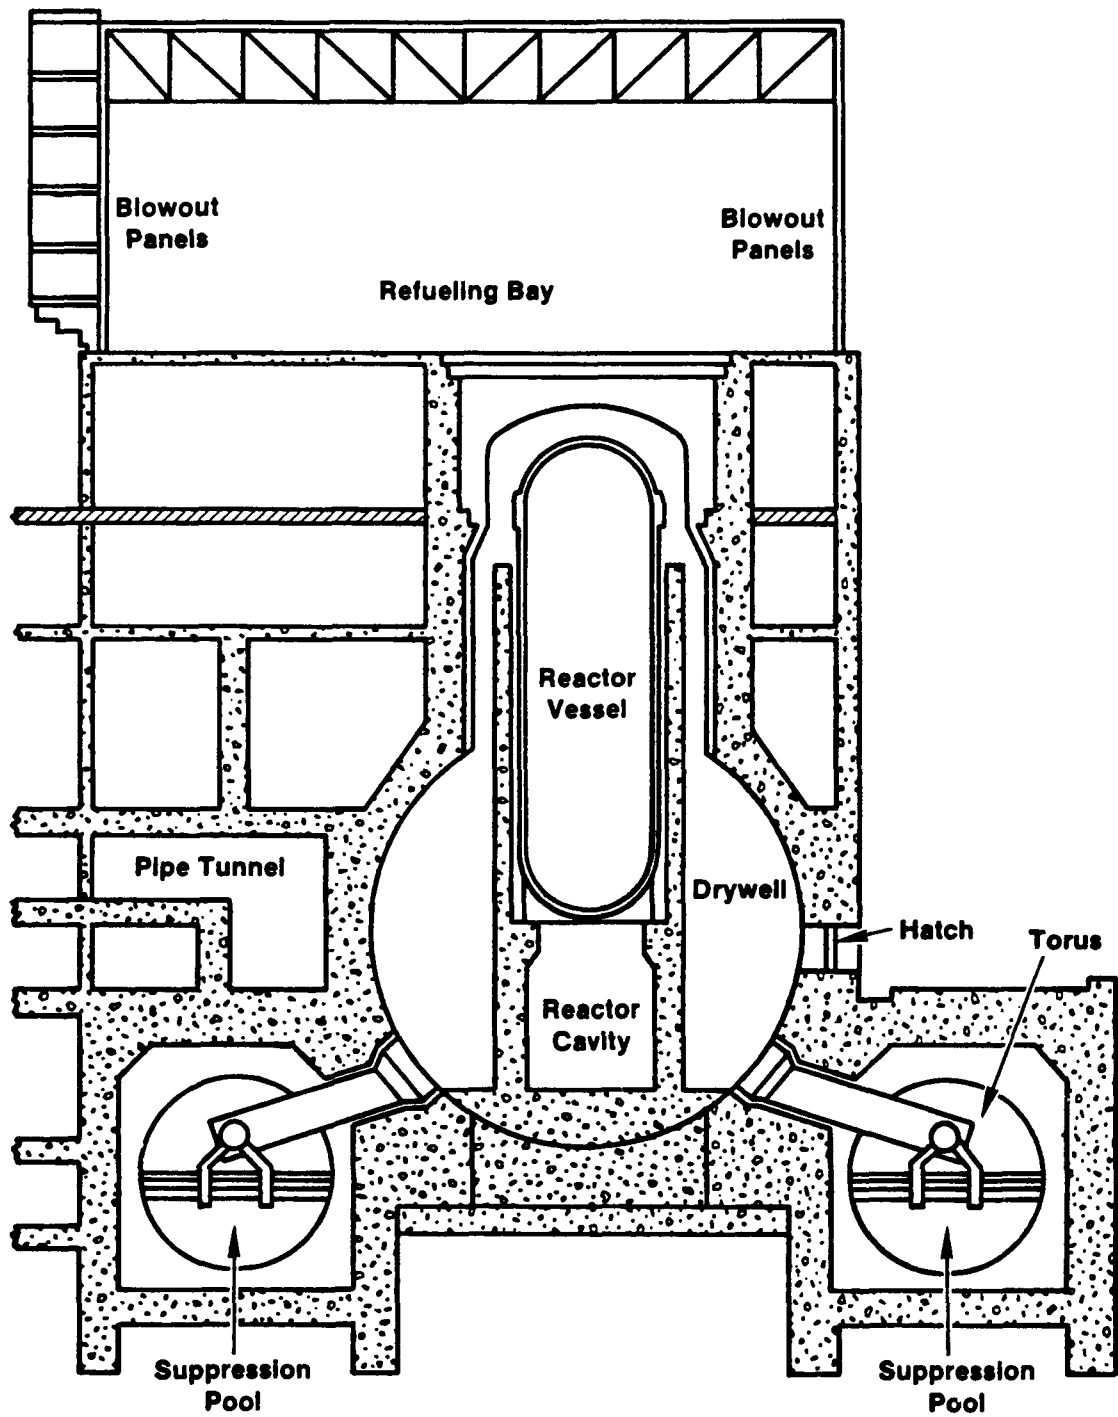 Blowout
Panels
Blowout
Panels
Refueling Bay
Reactor
Vessel
Pipe Tunnel
Drywell
Hatch
Torus
Reactor
Cavity
Suppression
Pool
Suppression
Pool